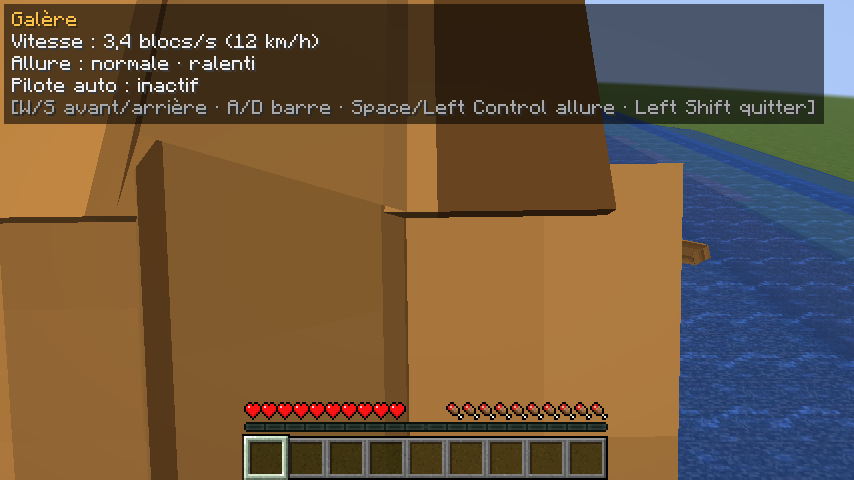 Galère
Vitesse : 3,4 blocs/s (12 km/h)
Allure : normale · ralenti
Pilote auto : inactif
[W/S avant/arrière · A/D barre · Space/Left Control allure · Left Shift quitter]